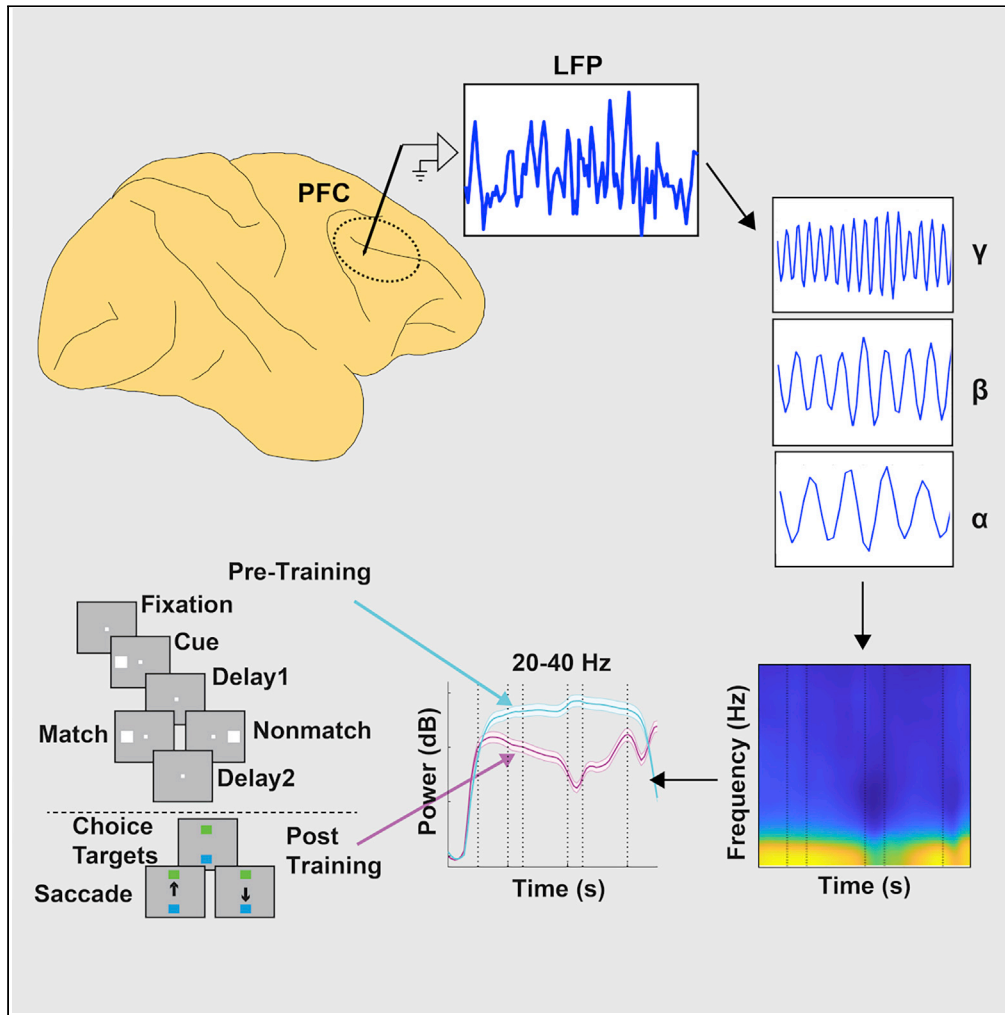 LFP
PFC
γ
β
α
Pre-Training
Fixation
Cue
Delay1
Match
Nonmatch
Delay2
Choice
Targets
Saccade
Post
Training
20-40 Hz
Power (dB)
Time (s)
Frequency (Hz)
Time (s)